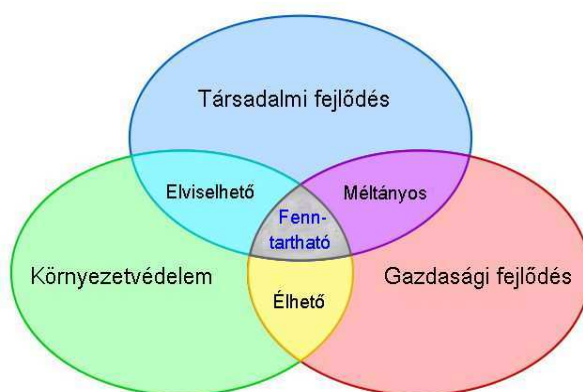 Társadalmi fejlődés
Elviselhető
Méltányos
Fenn-
tartható
Környezetvédelem
Gazdasági fejlődés
Élhető